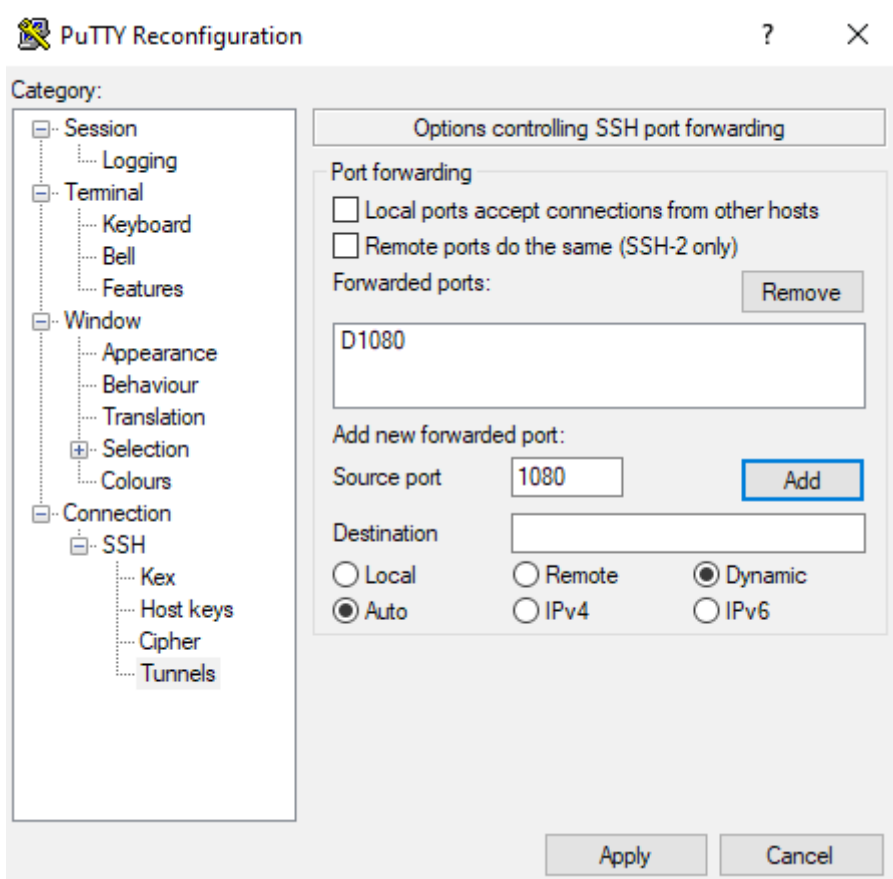 PuTTY Reconfiguration ? ×
Category:
Session
Logging
Terminal
Keyboard
Bell
Features
Window
Appearance
Behaviour
Translation
Selection
Colours
Connection
SSH
Kex
Host keys
Cipher
Tunnels
Options controlling SSH port forwarding
Port forwarding
Local ports accept connections from other hosts
Remote ports do the same (SSH-2 only)
Forwarded ports: Remove
D1080
Add new forwarded port:
Source port 1080 Add
Destination
Local Remote Dynamic
Auto IPv4 IPv6
Apply Cancel